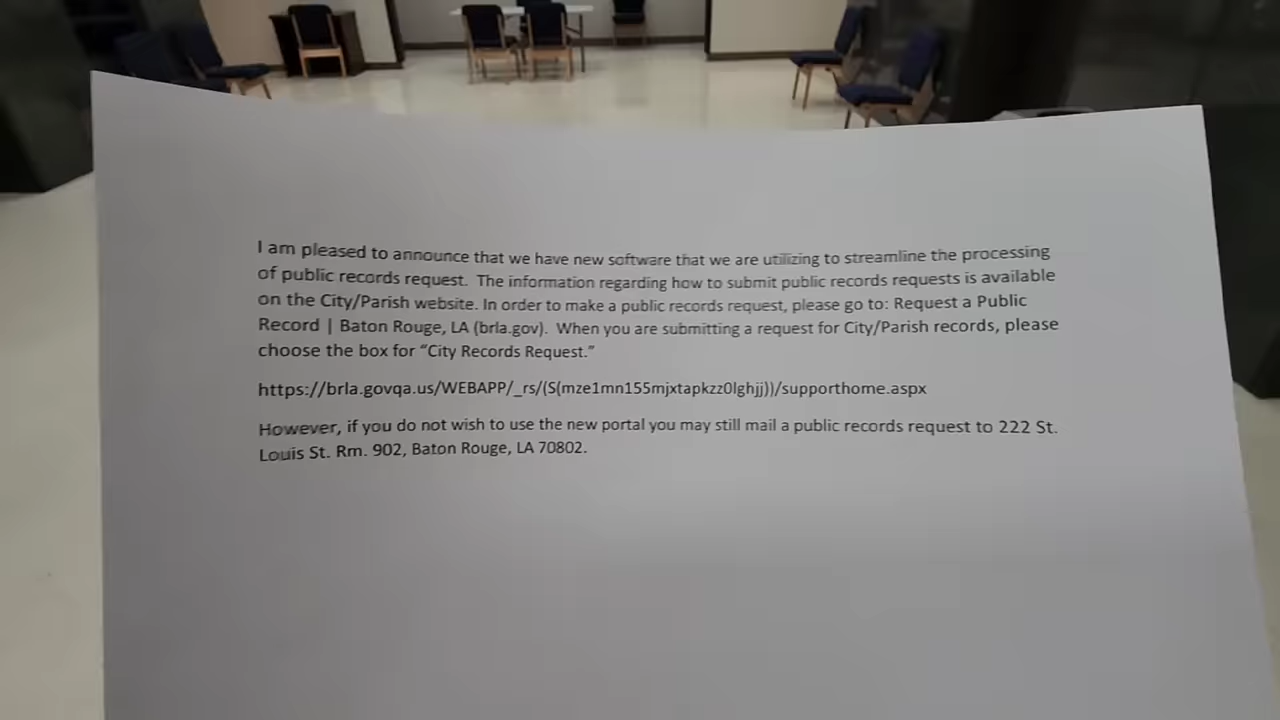 I am pleased to announce that we have new software that we are utilizing to streamline the processing
of public records request.  The information regarding how to submit public records requests is available
on the City/Parish website. In order to make a public records request, please go to: Request a Public
Record | Baton Rouge, LA (brla.gov).  When you are submitting a request for City/Parish records, please
choose the box for “City Records Request.”
https://brla.govqa.us/WEBAPP/_rs/(S(mze1mn155mjxtapkzz0lghjj))/supporthome.aspx
However, if you do not wish to use the new portal you may still mail a public records request to 222 St.
Louis St. Rm. 902, Baton Rouge, LA 70802.